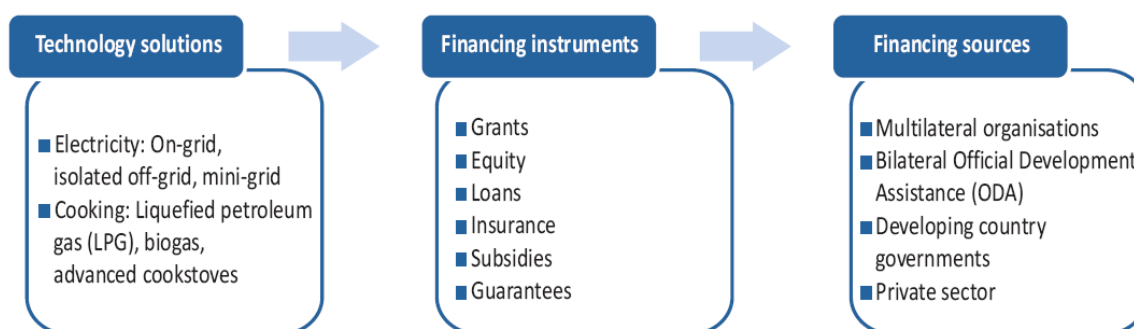 Technology solutions
Electricity: On-grid,
isolated off-grid, mini-grid
Cooking: Liquefied petroleum
gas (LPG), biogas,
advanced cookstoves
Financing instruments
Grants
Equity
Loans
Insurance
Subsidies
Guarantees
Financing sources
Multilateral organisations
Bilateral Official Development
Assistance (ODA)
Developing country
governments
Private sector